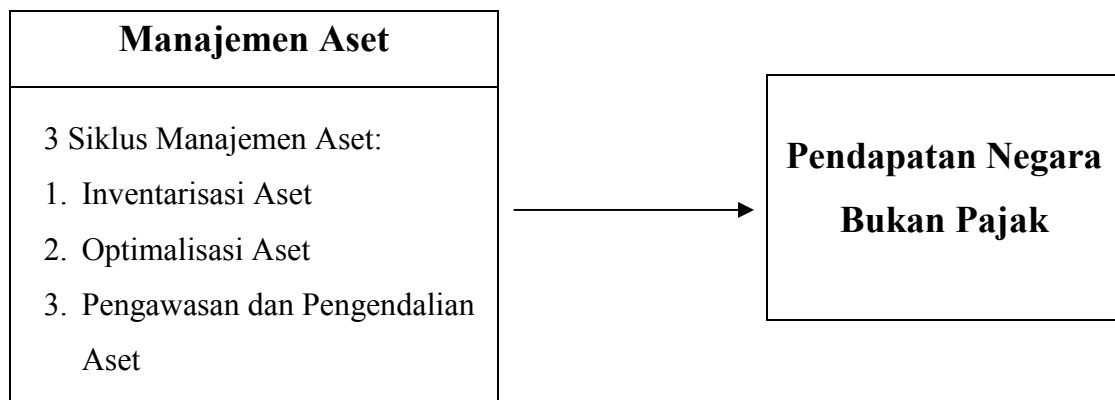 Manajemen Aset
3 Siklus Manajemen Aset:
1. Inventarisasi Aset
2. Optimalisasi Aset
3. Pengawasan dan Pengendalian
Aset
Pendapatan Negara
Bukan Pajak